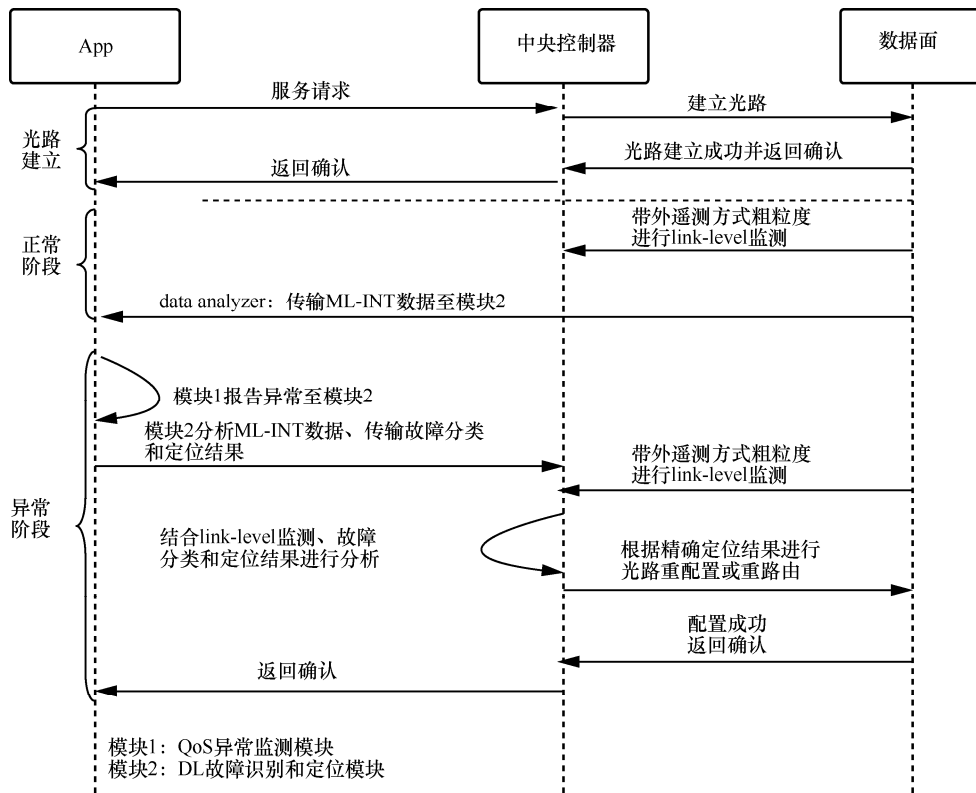 App
中央控制器
数据面
服务请求
建立光路
光路
建立
光路建立成功并返回确认
返回确认
带外遥测方式粗粒度
进行link-level监测
正常
阶段
data analyzer：传输ML-INT数据至模块2
模块1报告异常至模块2
模块2分析ML-INT数据、传输故障分类
和定位结果
带外遥测方式粗粒度
进行link-level监测
异常
阶段
结合link-level监测、故障
分类和定位结果进行分析
根据精确定位结果进行
光路重配置或重路由
配置成功
返回确认
返回确认
模块1：QoS异常监测模块
模块2：DL故障识别和定位模块